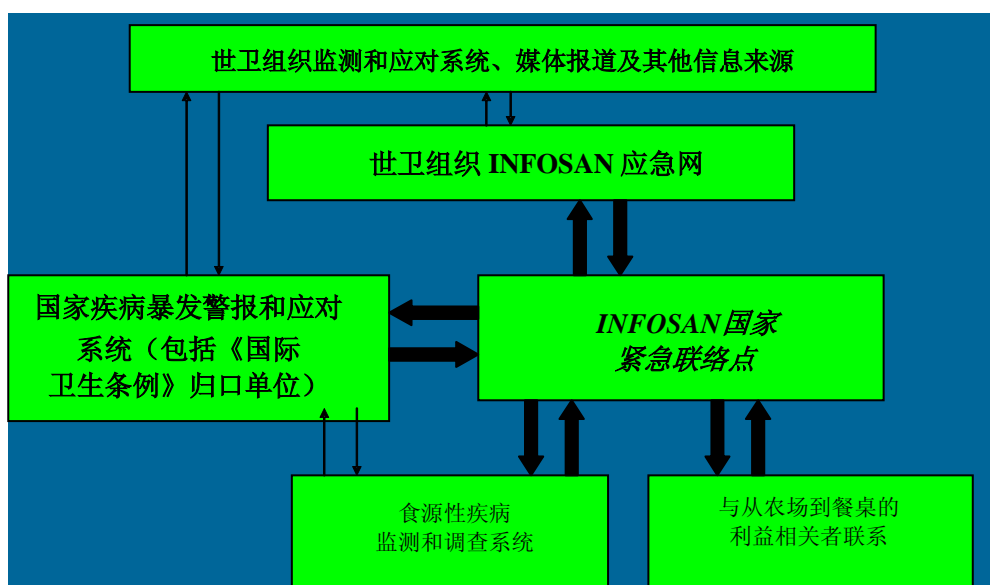 世卫组织监测和应对系统、媒体报道及其他信息来源
世卫组织 INFOSAN 应急网
国家疾病暴发警报和应对
系统（包括《国际
卫生条例》归口单位）
INFOSAN国家
紧急联络点
食源性疾病
监测和调查系统
与从农场到餐桌的
利益相关者联系